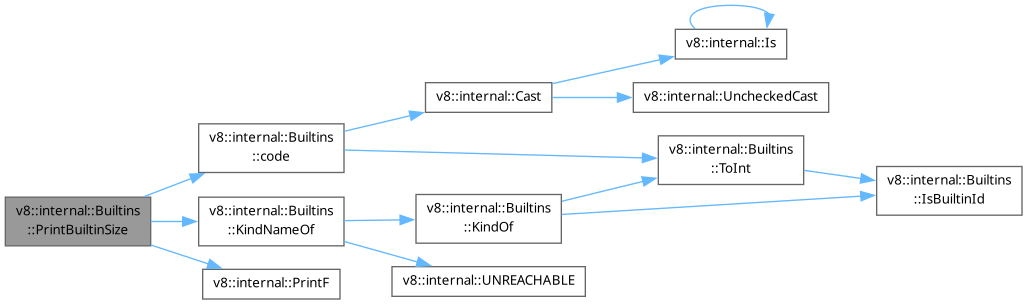 v8::internal::Is
v8::internal::Cast
v8::internal::UncheckedCast
v8::internal::Builtins
::code
v8::internal::Builtins
::ToInt
v8::internal::Builtins
::IsBuiltinId
v8::internal::Builtins
::PrintBuiltinSize
v8::internal::Builtins
::KindNameOf
v8::internal::Builtins
::KindOf
v8::internal::PrintF
v8::internal::UNREACHABLE